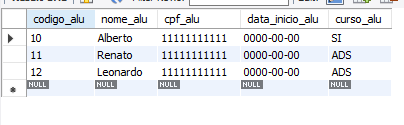 codigo_alu nome_alu cpf_alu data_inicio_alu curso_alu
10 Alberto 11111111111 0000-00-00 SI
11 Renato 11111111111 0000-00-00 ADS
12 Leonardo 11111111111 0000-00-00 ADS
NULL NULL NULL NULL NULL